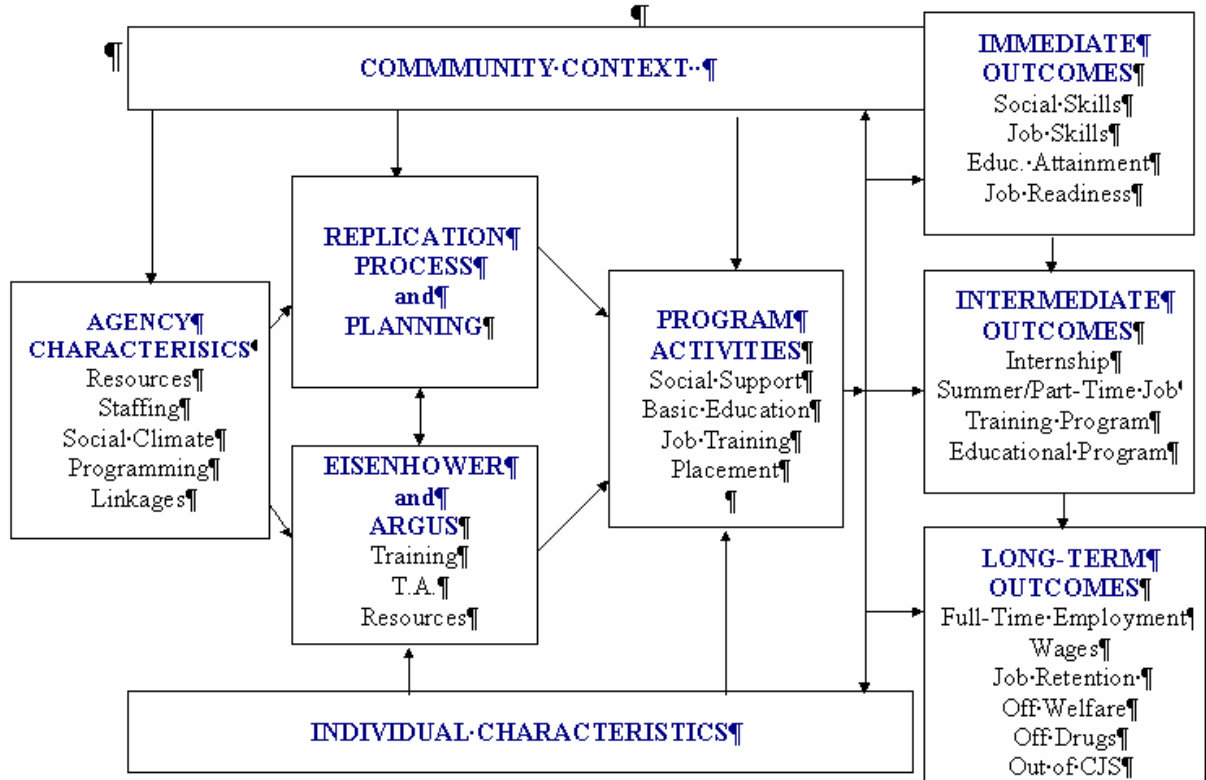 ¶
¶
COMMMUNITY·CONTEXT··¶
IMMEDIATE¶
OUTCOMES¶
Social·Skills¶
Job·Skills¶
Educ.·Attainment¶
Job·Readiness¶
REPLICATION¶
PROCESS¶
and¶
PLANNING¶
AGENCY¶
CHARACTERISICS¶
Resources¶
Staffing¶
Social·Climate¶
Programming¶
Linkages¶
EISENHOWER¶
and¶
ARGUS¶
Training¶
T.A.¶
Resources¶
PROGRAM¶
ACTIVITIES¶
Social·Support¶
Basic·Education¶
Job·Training¶
Placement¶
¶
INTERMEDIATE¶
OUTCOMES¶
Internship¶
Summer/Part-Time·Job¶
Training·Program¶
Educational·Program¶
LONG-TERM¶
OUTCOMES¶
Full-Time·Employment¶
Wages¶
Job·Retention·¶
Off·Welfare¶
Off·Drugs¶
Out·of·CJS¶
INDIVIDUAL·CHARACTERISTICS¶